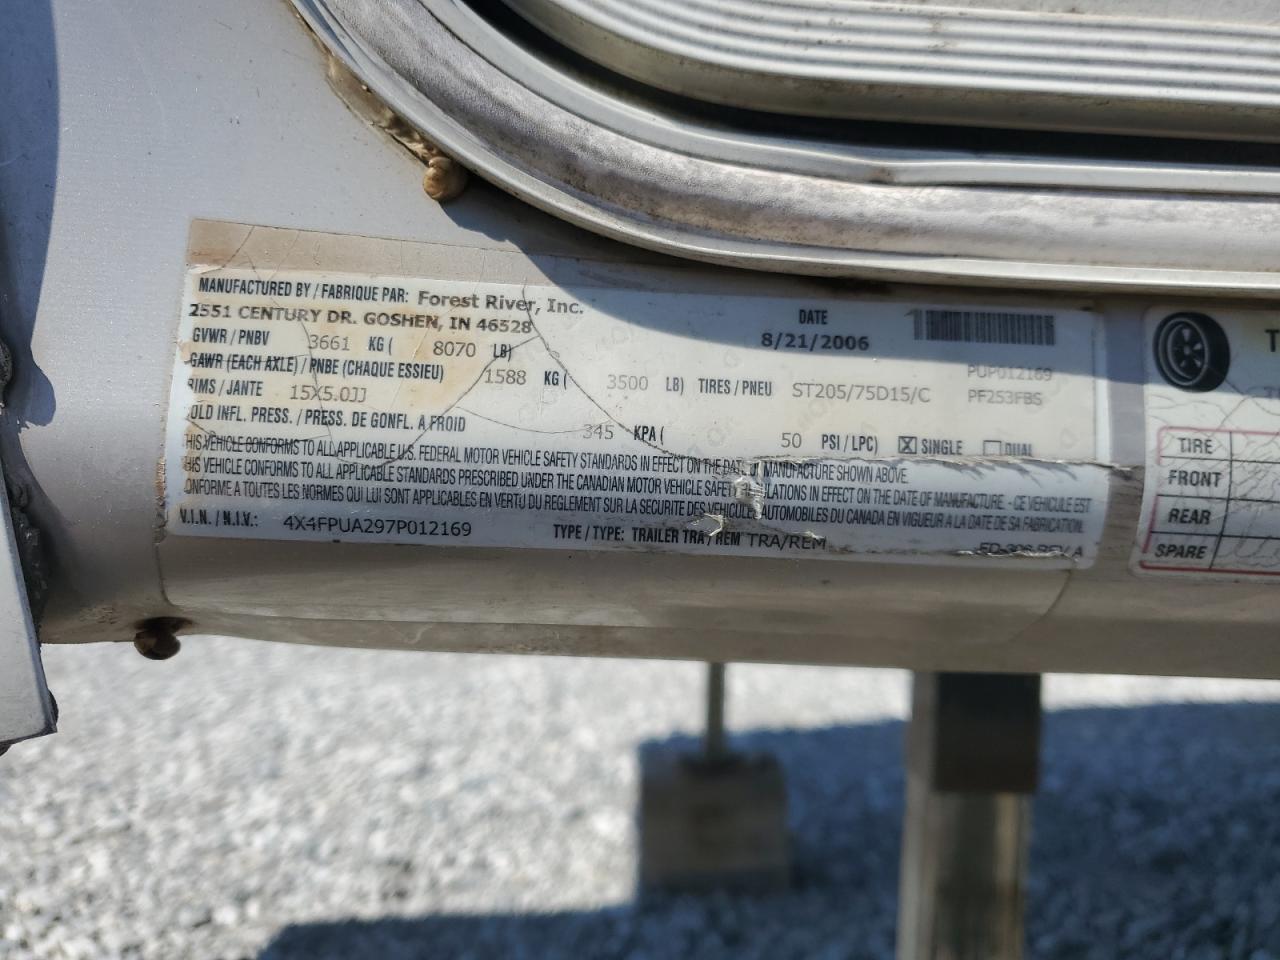 MANUFACTURED BY / FABRIQUE PAR: Forest River, Inc.
2551 CENTURY DR. GOSHEN, IN 46528
DATE
8/21/2006
GVWR / PNBV 3661 KG ( 8070 LB)
PUP012169
GAWR (EACH AXLE) / PNBE (CHAQUE ESSIEU) 1588 KG ( 3500 LB) TIRES / PNEU ST205/75D15/C PF253FBS
RIMS / JANTE 15X5.0JJ
COLD INFL. PRESS. / PRESS. DE GONFL. A FROID 345 KPA ( 50 PSI / LPC) ☒ SINGLE ☐ DUAL
THIS VEHICLE CONFORMS TO ALL APPLICABLE U.S. FEDERAL MOTOR VEHICLE SAFETY STANDARDS IN EFFECT ON THE DATE OF MANUFACTURE SHOWN ABOVE.
THIS VEHICLE CONFORMS TO ALL APPLICABLE STANDARDS PRESCRIBED UNDER THE CANADIAN MOTOR VEHICLE SAFETY REGULATIONS IN EFFECT ON THE DATE OF MANUFACTURE. - CE VEHICULE EST
CONFORME A TOUTES LES NORMES QUI LUI SONT APPLICABLES EN VERTU DU REGLEMENT SUR LA SECURITE DES VEHICULES AUTOMOBILES DU CANADA EN VIGUEUR A LA DATE DE SA FABRICATION.
V.I.N. / N.I.V.: 4X4FPUA297P012169 TYPE / TYPE: TRAILER TRA / REM TRA/REM
TIRE
FRONT
REAR
SPARE